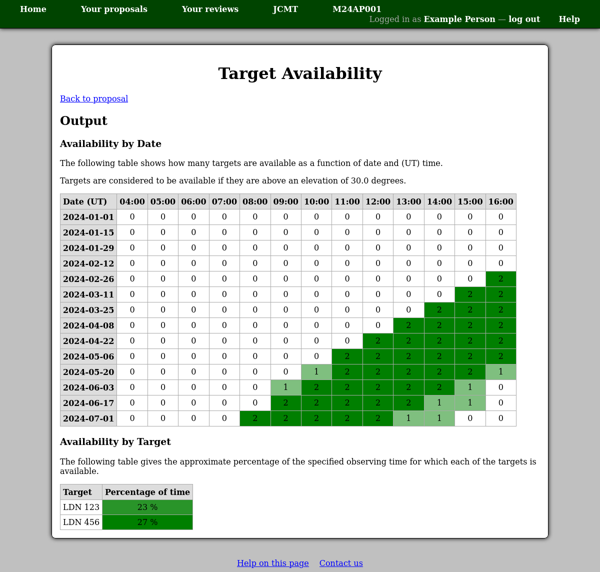 Home Your proposals Your reviews JCMT M24AP001
Logged in as Example Person — log out Help
Target Availability
Back to proposal
Output
Availability by Date
The following table shows how many targets are available as a function of date and (UT) time.
Targets are considered to be available if they are above an elevation of 30.0 degrees.
Date (UT) 04:00 05:00 06:00 07:00 08:00 09:00 10:00 11:00 12:00 13:00 14:00 15:00 16:00
2024-01-01 0 0 0 0 0 0 0 0 0 0 0 0 0
2024-01-15 0 0 0 0 0 0 0 0 0 0 0 0 0
2024-01-29 0 0 0 0 0 0 0 0 0 0 0 0 0
2024-02-12 0 0 0 0 0 0 0 0 0 0 0 0 0
2024-02-26 0 0 0 0 0 0 0 0 0 0 0 0 2
2024-03-11 0 0 0 0 0 0 0 0 0 0 0 2 2
2024-03-25 0 0 0 0 0 0 0 0 0 0 2 2 2
2024-04-08 0 0 0 0 0 0 0 0 0 2 2 2 2
2024-04-22 0 0 0 0 0 0 0 0 2 2 2 2 2
2024-05-06 0 0 0 0 0 0 0 2 2 2 2 2 2
2024-05-20 0 0 0 0 0 0 1 2 2 2 2 2 1
2024-06-03 0 0 0 0 0 1 2 2 2 2 2 1 0
2024-06-17 0 0 0 0 0 2 2 2 2 2 1 1 0
2024-07-01 0 0 0 0 2 2 2 2 2 1 1 0 0
Availability by Target
The following table gives the approximate percentage of the specified observing time for which each of the targets is
available.
Target Percentage of time
LDN 123 23 %
LDN 456 27 %
Help on this page Contact us